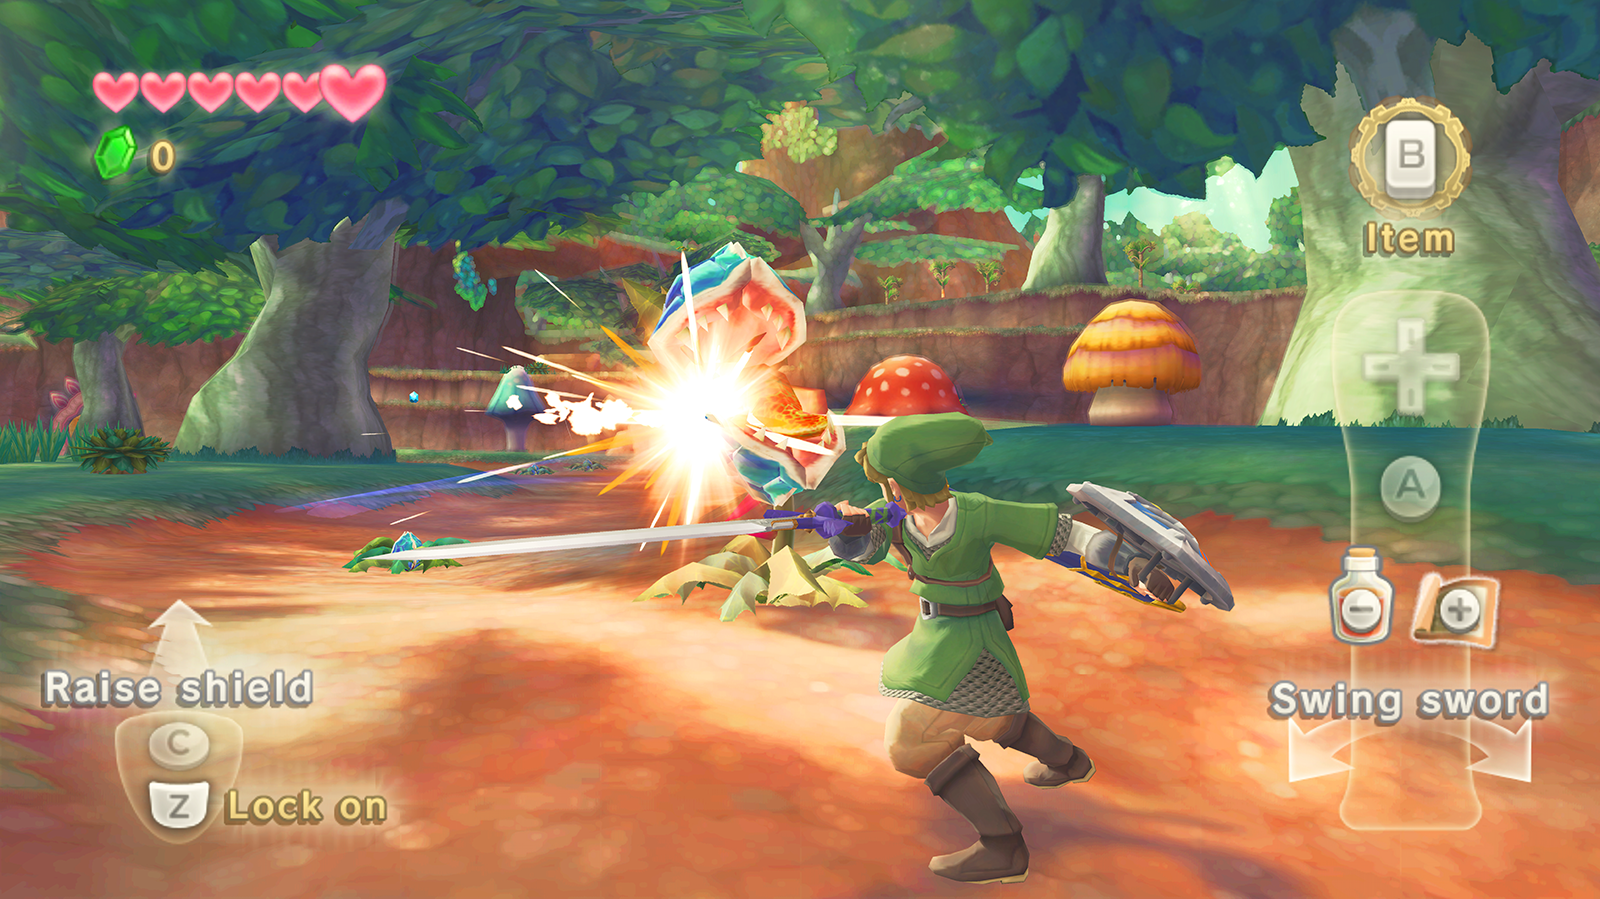 0
B
Item
A
- +
Raise shield
Swing sword
C
Z Lock on